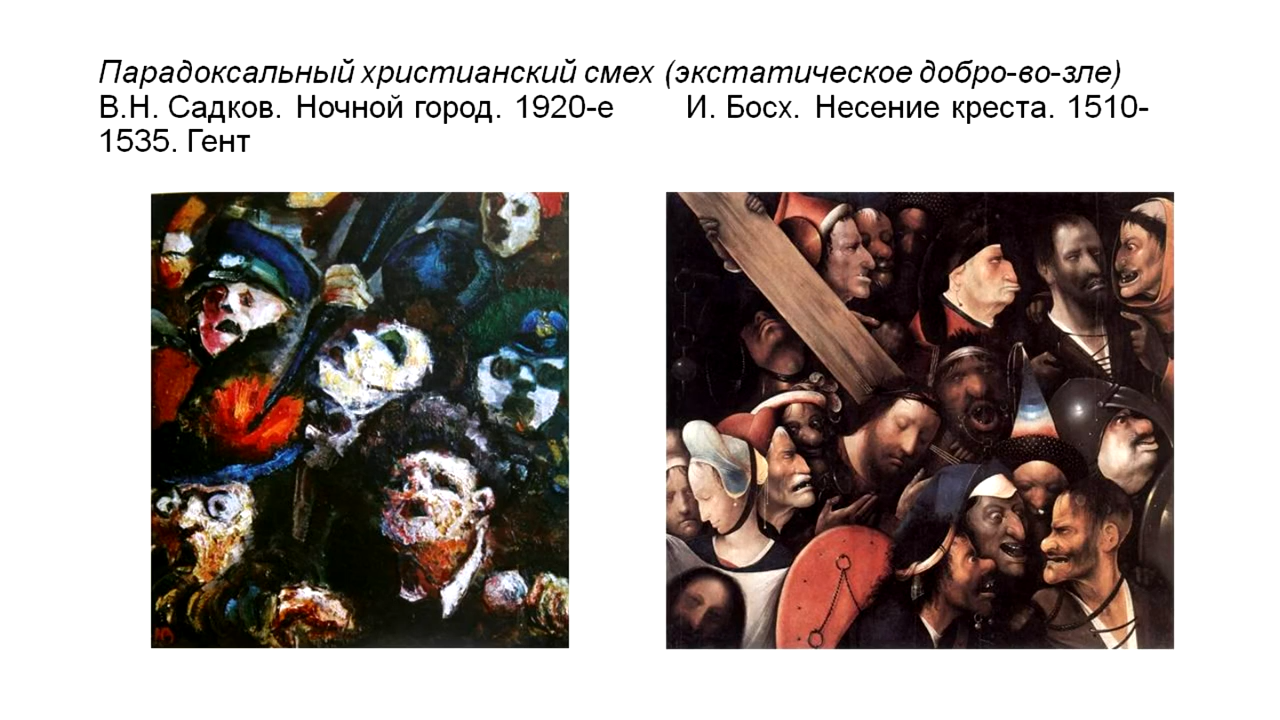 Парадоксальный христианский смех (экстатическое добро-во-зле)
В.Н. Садков. Ночной город. 1920-е И. Босх. Несение креста. 1510-
1535. Гент